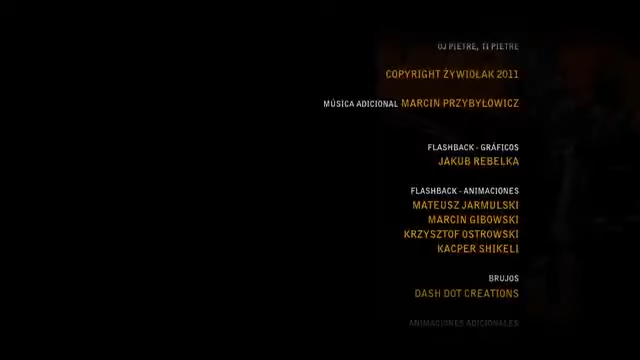 OJ PIETRE, TI PIETRE
COPYRIGHT ŻYWIOŁAK 2011
MÚSICA ADICIONAL MARCIN PRZYBYŁOWICZ
FLASHBACK - GRÁFICOS
JAKUB REBELKA
FLASHBACK - ANIMACIONES
MATEUSZ JARMULSKI
MARCIN GIBOWSKI
KRZYSZTOF OSTROWSKI
KACPER SHIKELI
BRUJOS
DASH DOT CREATIONS
ANIMACIONES ADICIONALES